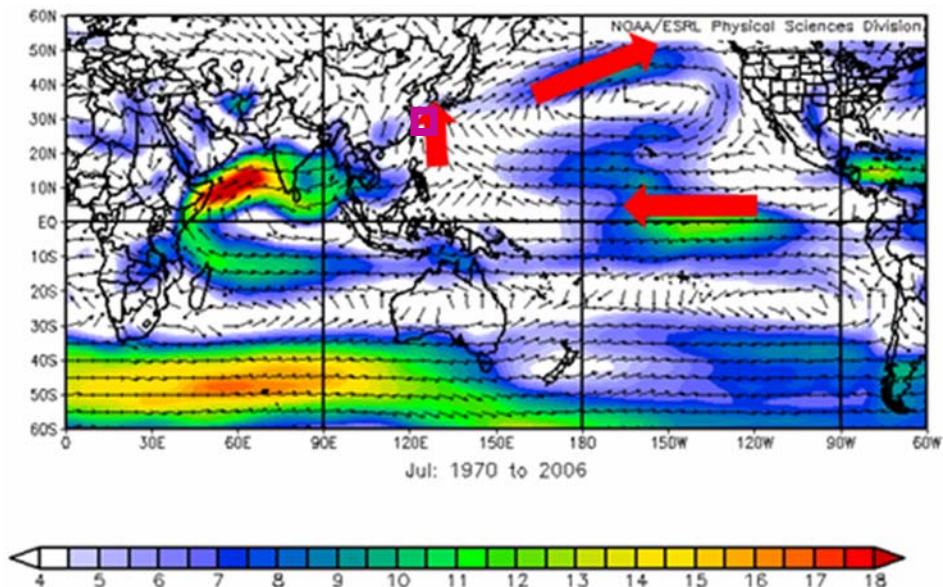 NOAA/ESRL Physical Sciences Division.
60N
50N
40N
30N
20N
10N
EQ
10S
20S
30S
40S
50S
60S
0 30E 60E 90E 120E 150E 180 150W 120W 90W 60W
Jul: 1970 to 2006
4 5 6 7 8 9 10 11 12 13 14 15 16 17 18